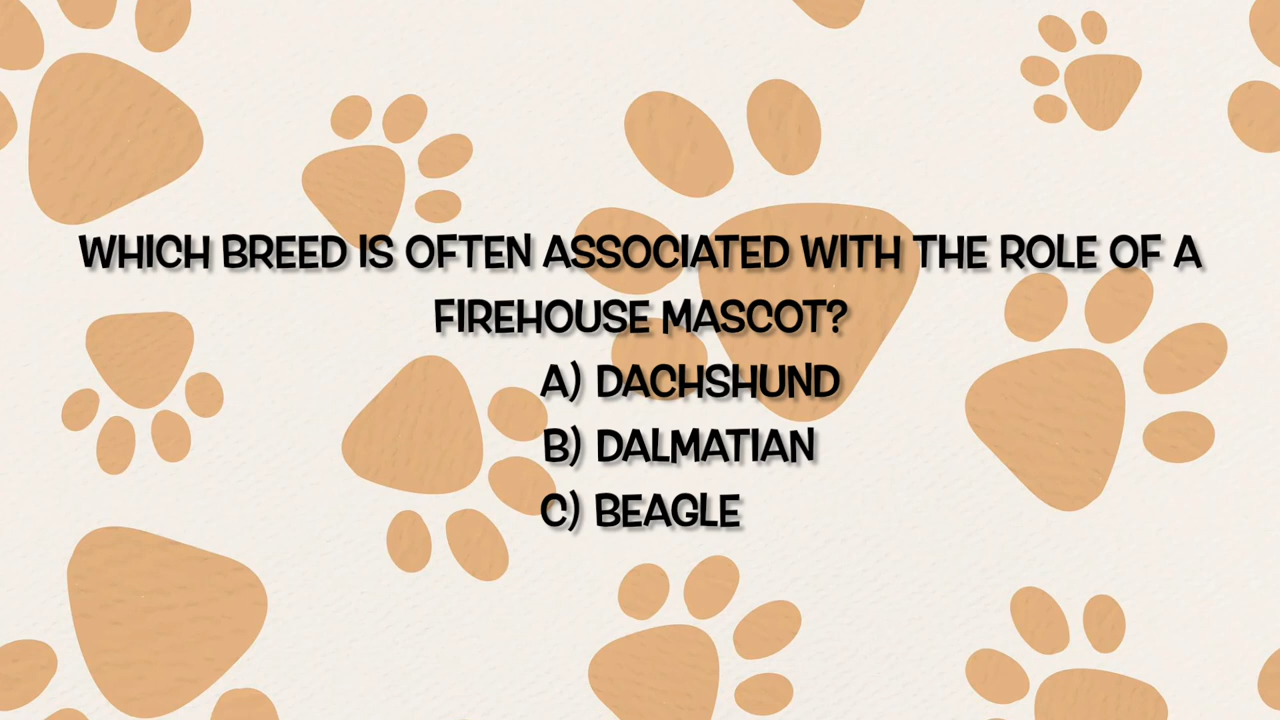 WHICH BREED IS OFTEN ASSOCIATED WITH THE ROLE OF A
FIREHOUSE MASCOT?
A) DACHSHUND
B) DALMATIAN
C) BEAGLE